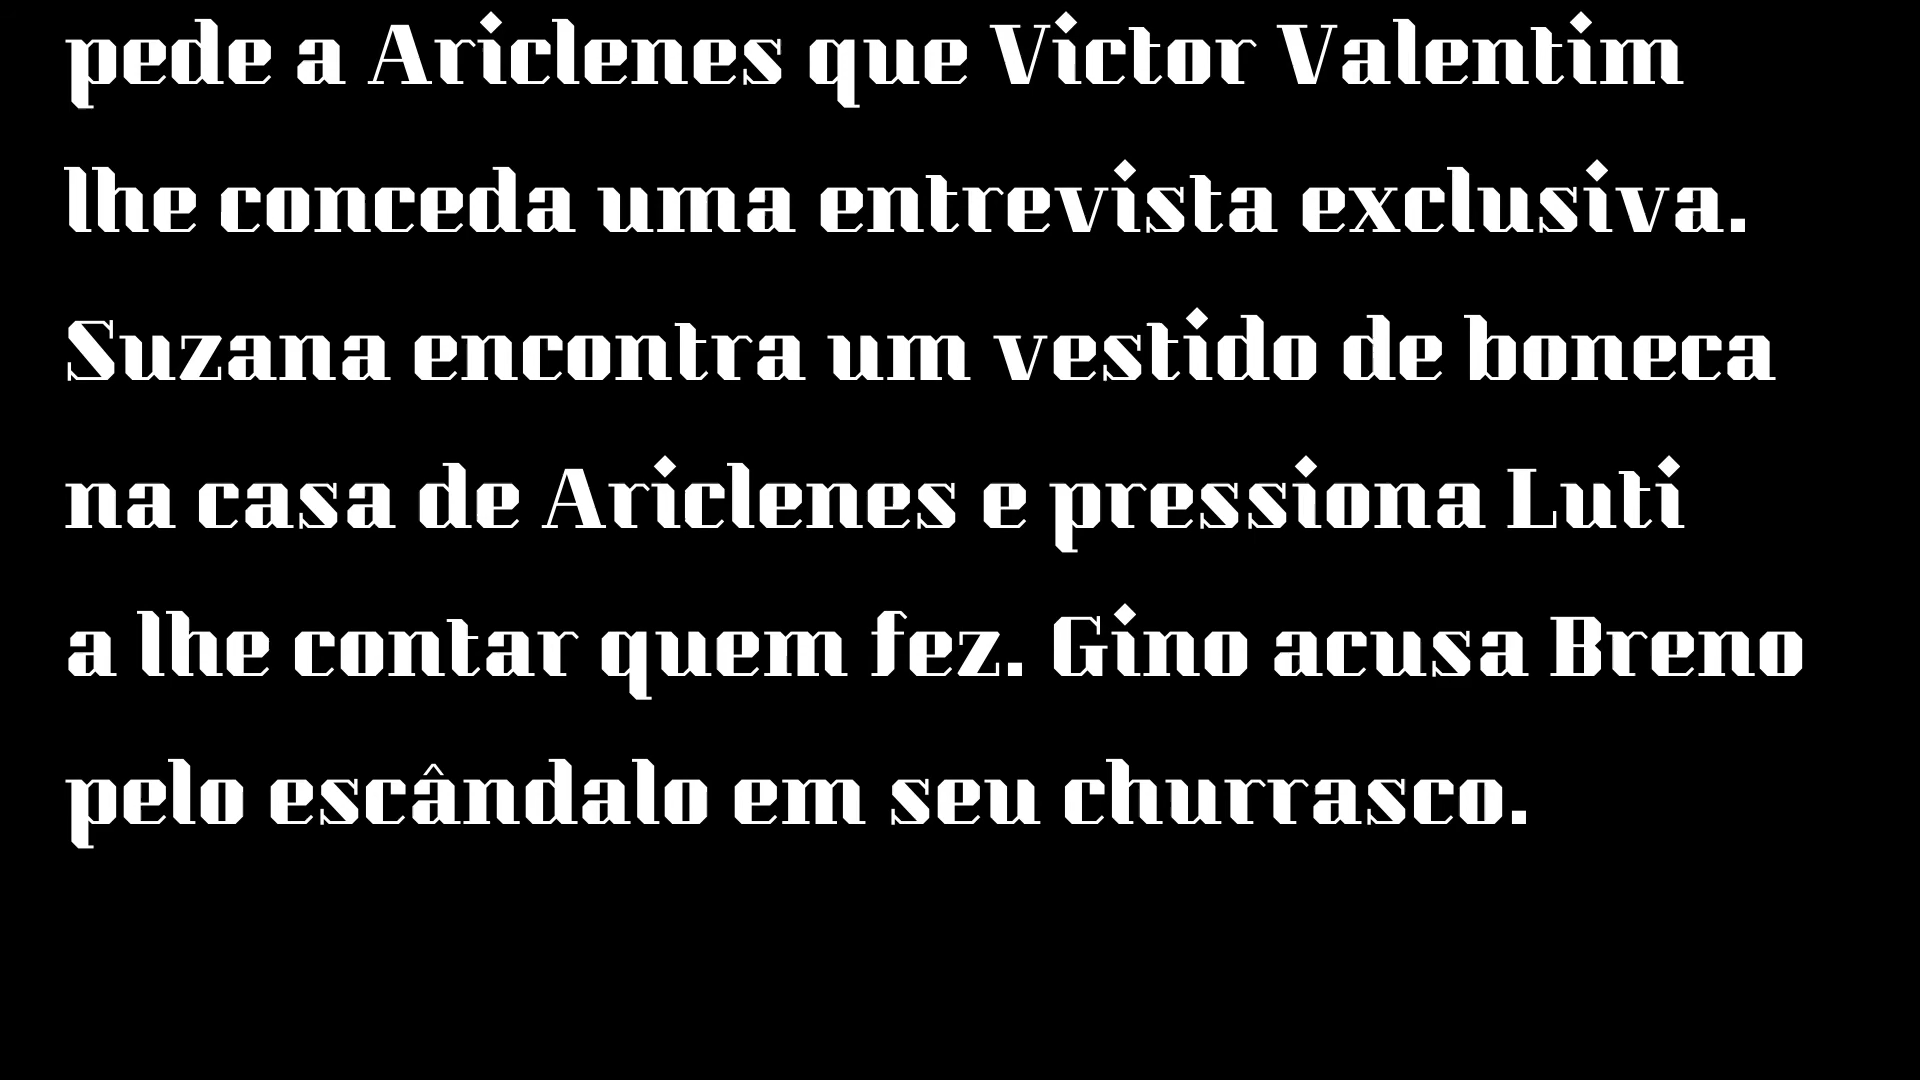 pede a Ariclenes que Victor Valentim
lhe conceda uma entrevista exclusiva.
Suzana encontra um vestido de boneca
na casa de Ariclenes e pressiona Luti
a lhe contar quem fez. Gino acusa Breno
pelo escândalo em seu churrasco.